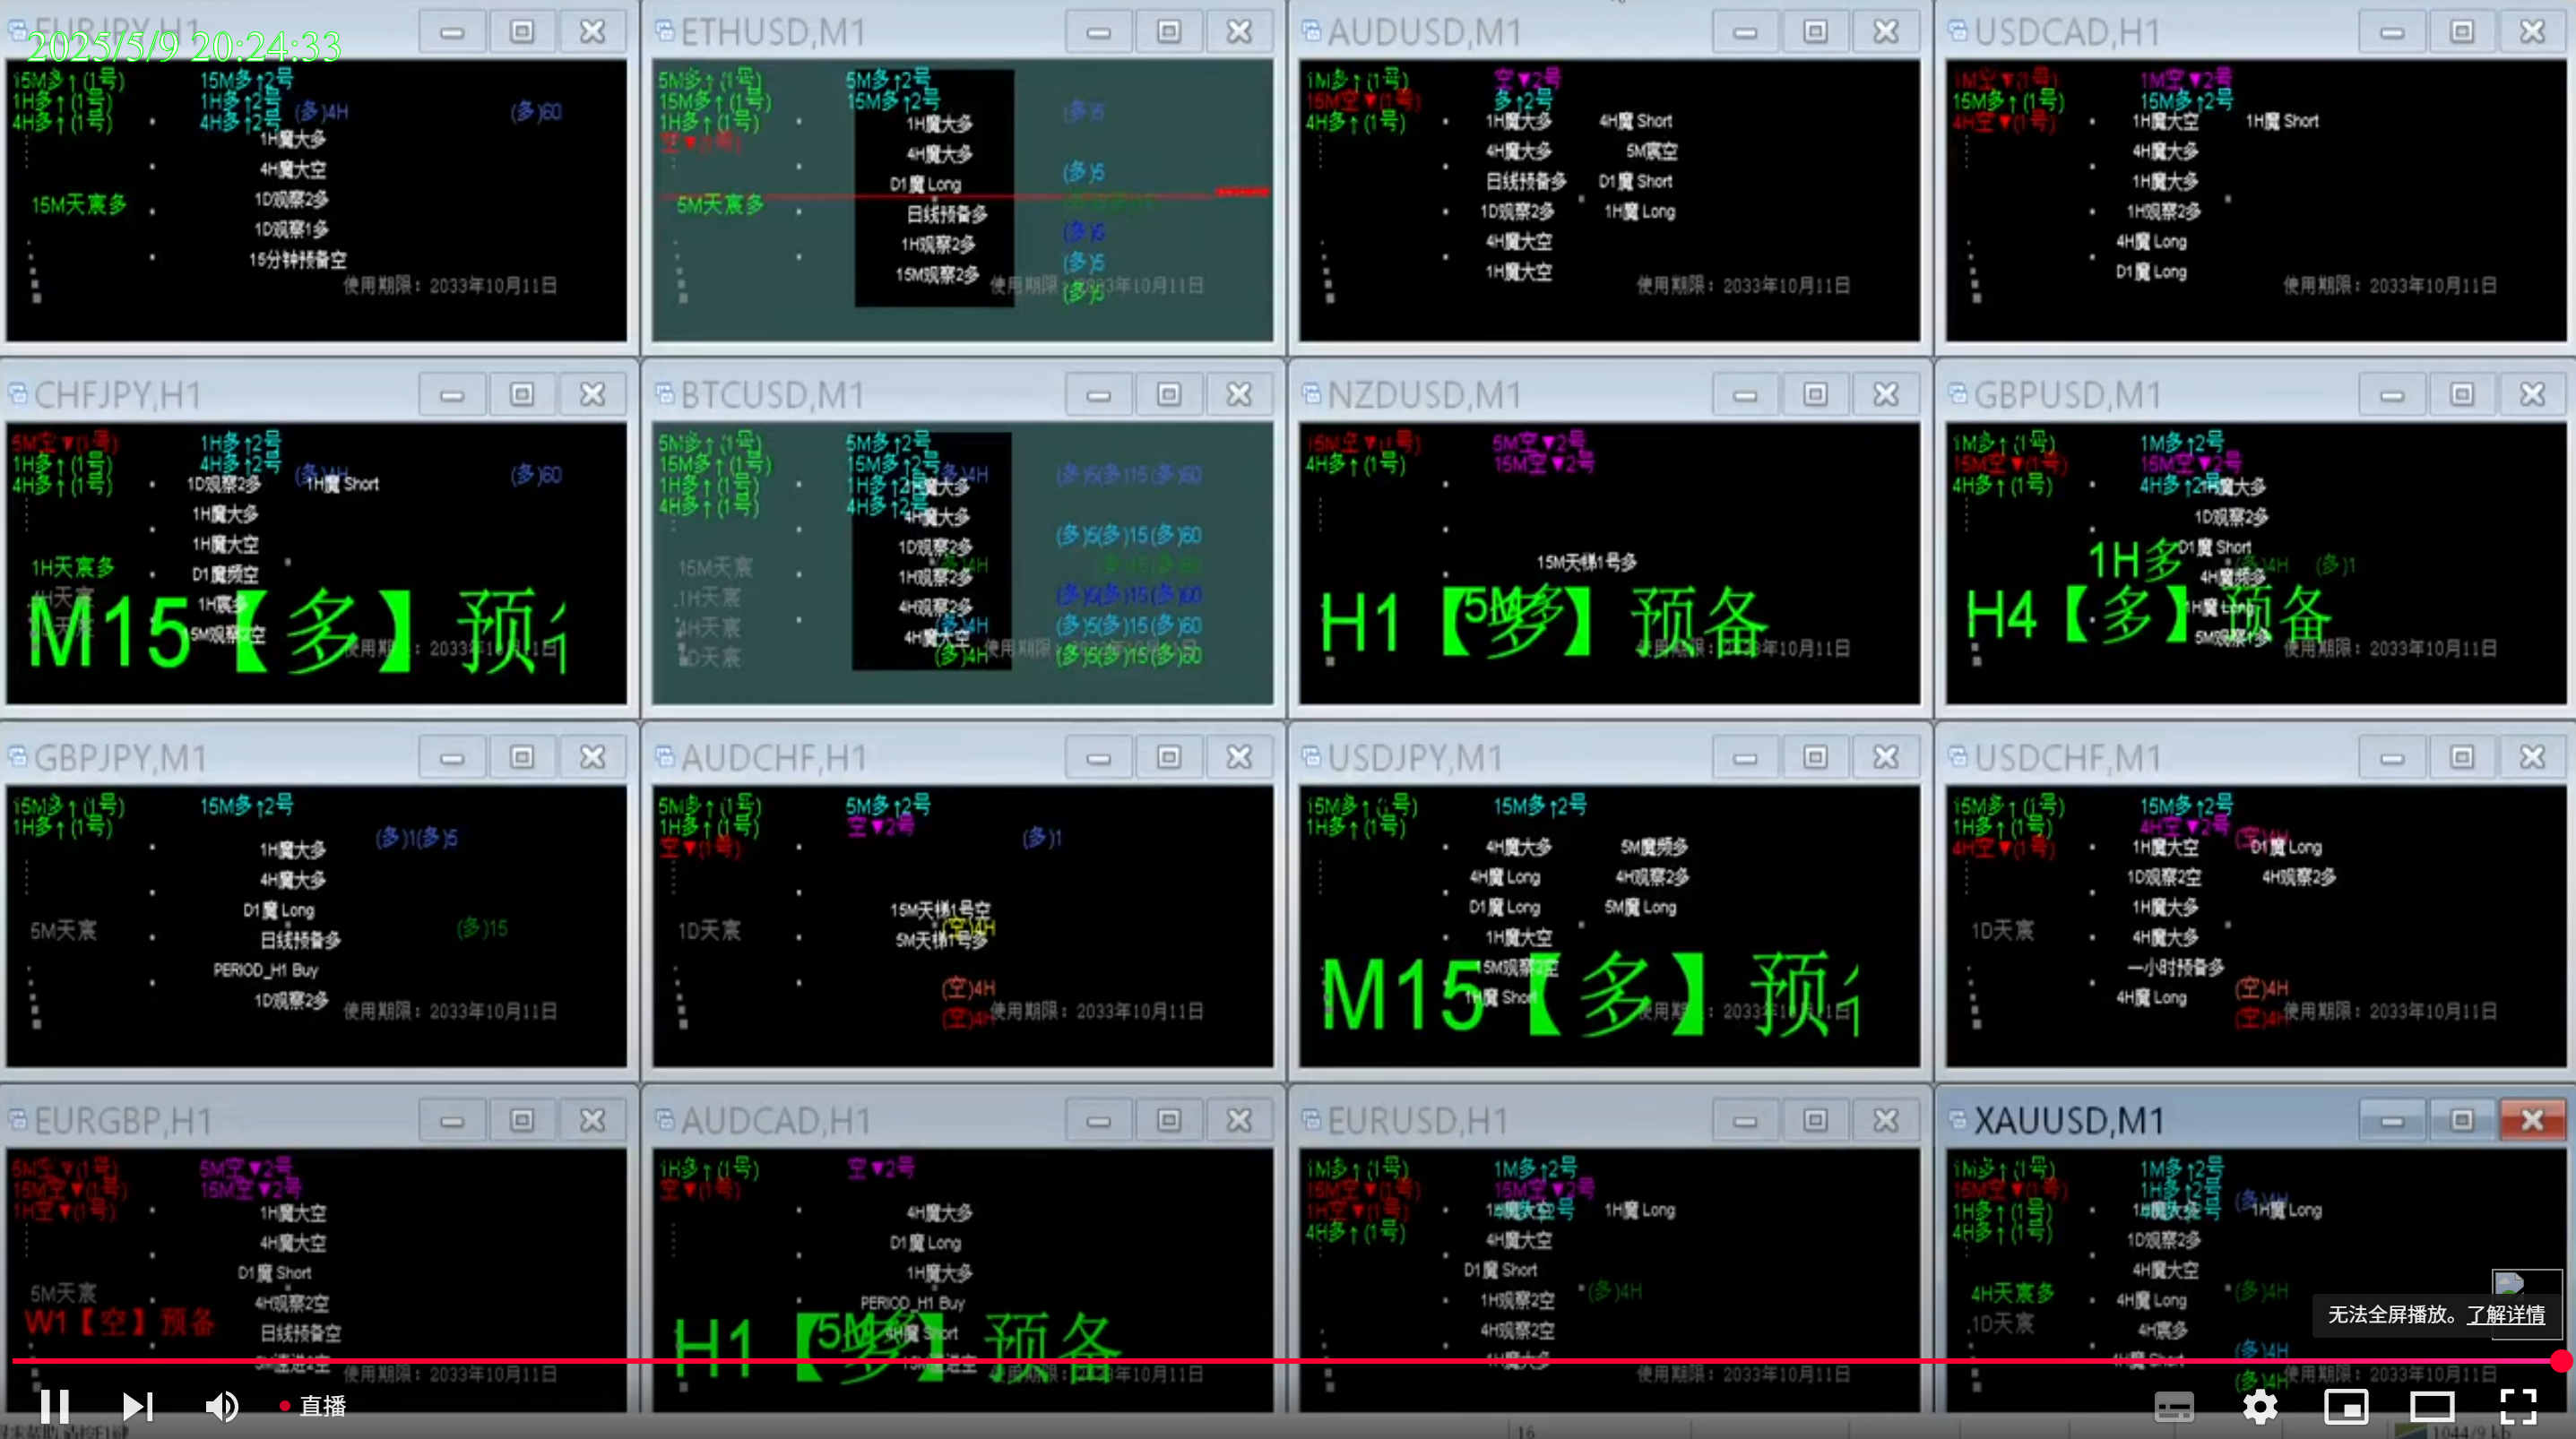 EURJPY,H1
2025/5/9 20:24:33
15M多↑(1号) 15M多↑2号
1H多↑(1号) 1H多↑2号 (多)4H (多)60
4H多↑(1号) 4H多↑2号
1H魔大多
4H魔大空
1D观察2多
15M天宸多
1D观察1多
15分钟预备空
使用期限：2033年10月11日
ETHUSD,M1
5M多↑(1号) 5M多↑2号
15M多↑(1号) 15M多↑2号
1H多↑(1号) 1H魔大多 (多)5
空▼(1号)
4H魔大多
(多)5
D1魔 Long
5M天宸多
日线预备多
(多)5
1H观察2多
(多)5
15M观察2多
(多)5
使用期限：2033年10月11日
AUDUSD,M1
1M多↑(1号) 空▼2号
15M空▼(1号) 多↑2号
4H多↑(1号) 1H魔大多 4H魔 Short
4H魔大多 5M宸空
日线预备多 D1魔 Short
1D观察2多 1H魔 Long
4H魔大空
1H魔大空
使用期限：2033年10月11日
USDCAD,H1
1M空▼(1号) 1M空▼2号
15M多↑(1号) 15M多↑2号
4H空▼(1号) 1H魔大空 1H魔 Short
4H魔大多
1H魔大多
1H观察2多
4H魔 Long
D1魔 Long
使用期限：2033年10月11日
CHFJPY,H1
5M空▼(1号) 1H多↑2号
1H多↑(1号) 4H多↑2号 (多)4H (多)60
4H多↑(1号) 1D观察2多 1H魔 Short
1H魔大多
1H魔大空
1H天宸多
D1魔频空
4H天宸
M15【多】预
使用期限：2033年10月11日
BTCUSD,M1
5M多↑(1号) 5M多↑2号
15M多↑(1号) 15M多↑2号 (多)4H (多)5(多)15(多)60
1H多↑(1号) 1H多↑2号
4H多↑(1号) 4H多↑2号
4H魔大多
(多)5(多)15(多)60
1D观察2多
15M天宸
1H观察2多
1H天宸 (多)5(多)15(多)60
4H观察2多
4H天宸 (多)4H (多)5(多)15(多)60
4H魔大空
1D天宸 (多)4H (多)5(多)15(多)60
使用期限：2033年10月11日
NZDUSD,M1
15M空▼(1号) 5M空▼2号
4H多↑(1号) 15M空▼2号
15M天梯1号多
H1【多】预备
5M多
使用期限：2033年10月11日
GBPUSD,M1
1M多↑(1号) 1M多↑2号
15M空▼(1号) 15M空▼2号
4H多↑(1号) 4H多↑2号
1H魔大多
1D观察2多
D1魔 Short
1H多 (多)4H (多)1
4H魔频多
1H魔 Long
H4【多】预备
5M观察1多
使用期限：2033年10月11日
GBPJPY,M1
15M多↑(1号) 15M多↑2号
1H多↑(1号) (多)1(多)5
1H魔大多
4H魔大多
D1魔 Long
5M天宸 (多)15
日线预备多
PERIOD_H1 Buy
1D观察2多
使用期限：2033年10月11日
AUDCHF,H1
5M多↑(1号) 5M多↑2号
1H多↑(1号) 空▼2号 (多)1
空▼(1号)
15M天梯1号空
1D天宸 (空)4H
5M天梯1号多
(空)4H
(空)4H
使用期限：2033年10月11日
USDJPY,M1
15M多↑(1号) 15M多↑2号
1H多↑(1号)
4H魔大多 5M魔频多
4H魔 Long 4H观察2多
D1魔 Long 5M魔 Long
1H魔大空
15M观察2空
1H魔 Short
M15【多】预
USDCHF,M1
15M多↑(1号) 15M多↑2号
1H多↑(1号) 4H空▼2号 (空)4H
4H空▼(1号) 1H魔大空 D1魔 Long
1D观察2空 4H观察2多
1H魔大多
1D天宸
4H魔大多
一小时预备多
4H魔 Long (空)4H
(空)4H
使用期限：2033年10月11日
EURGBP,H1
5M空▼(1号) 5M空▼2号
15M空▼(1号) 15M空▼2号
1H空▼(1号) 1H魔大空
4H魔大空
D1魔 Short
5M天宸
4H观察2空
W1【空】预备
日线预备空
使用期限：2033年10月11日
AUDCAD,H1
1H多↑(1号) 空▼2号
空▼(1号)
4H魔大多
D1魔 Long
1H魔大多
PERIOD_H1 Buy
4H魔 Short
H1【多】预备
5M多
使用期限：2033年10月11日
EURUSD,H1
1M多↑(1号) 1M多↑2号
15M空▼(1号) 15M空▼2号
1H空▼(1号) 1H魔 Long
4H多↑(1号)
4H魔大空
D1魔 Short
(多)4H
1H观察2空
4H观察2空
1H魔大多
使用期限：2033年10月11日
XAUUSD,M1
1M多↑(1号) 1M多↑2号
15M空▼(1号) 1H多↑2号 (多)4H
1H多↑(1号) 1H魔 Long
4H多↑(1号)
1D观察2多
4H魔大空
4H天宸多 (多)4H
4H魔 Long
1D天宸
4H宸多
(多)4H
4H魔 Short
(多)4H
使用期限：2033年10月11日
无法全屏播放。了解详情
直播
16
1044/9 kb